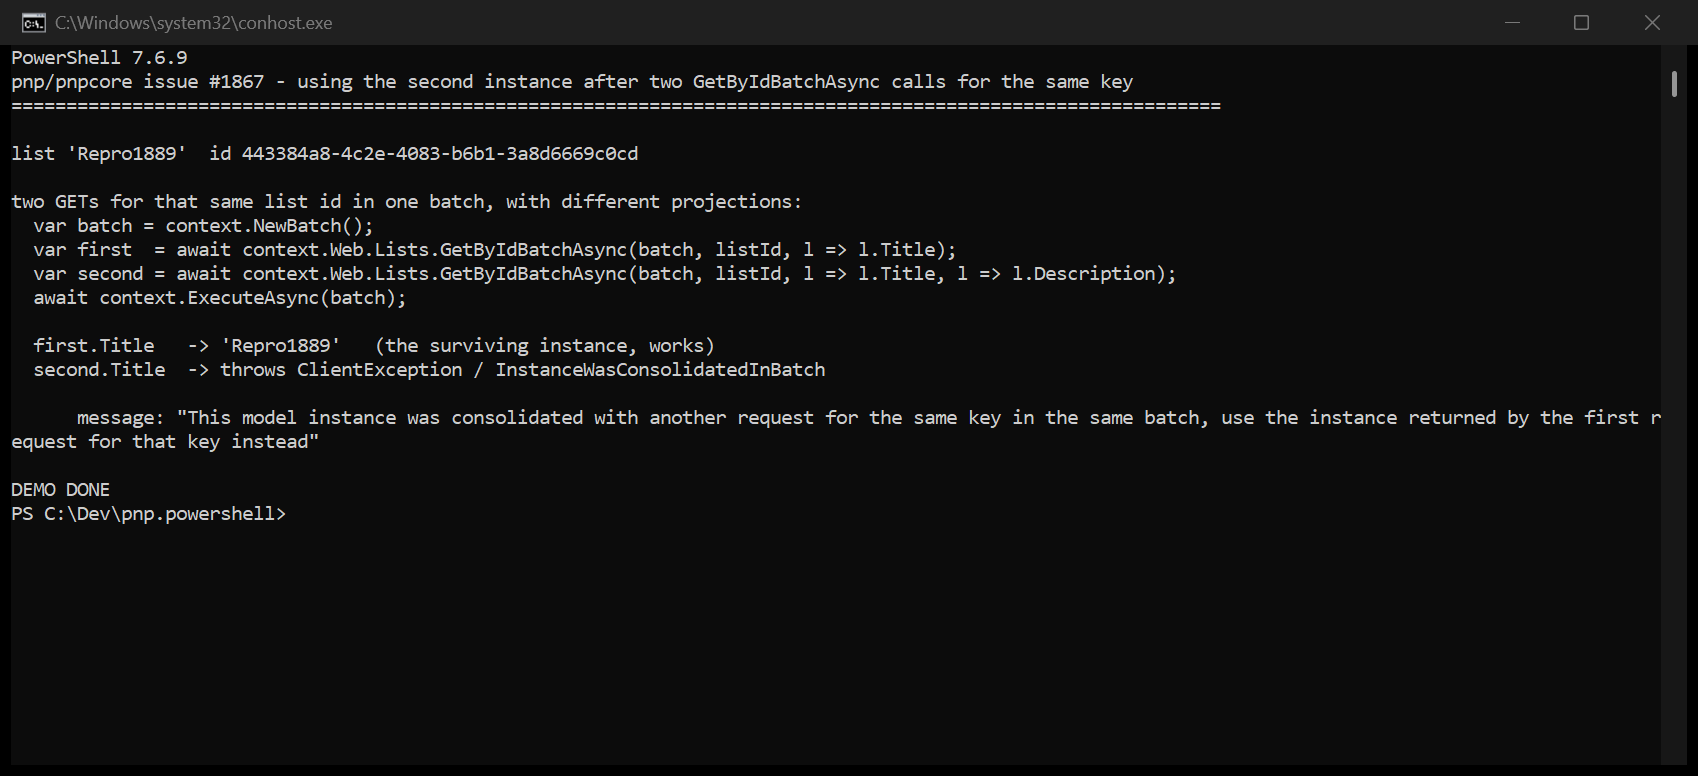 C:\Windows\system32\conhost.exe
PowerShell 7.6.9
pnp/pnpcore issue #1867 - using the second instance after two GetByIdBatchAsync calls for the same key
==============================================================================================================
list 'Repro1889'  id 443384a8-4c2e-4083-b6b1-3a8d6669c0cd
two GETs for that same list id in one batch, with different projections:
  var batch = context.NewBatch();
  var first  = await context.Web.Lists.GetByIdBatchAsync(batch, listId, l => l.Title);
  var second = await context.Web.Lists.GetByIdBatchAsync(batch, listId, l => l.Title, l => l.Description);
  await context.ExecuteAsync(batch);
  first.Title   -> 'Repro1889'   (the surviving instance, works)
  second.Title  -> throws ClientException / InstanceWasConsolidatedInBatch
      message: "This model instance was consolidated with another request for the same key in the same batch, use the instance returned by the first r
equest for that key instead"
DEMO DONE
PS C:\Dev\pnp.powershell>